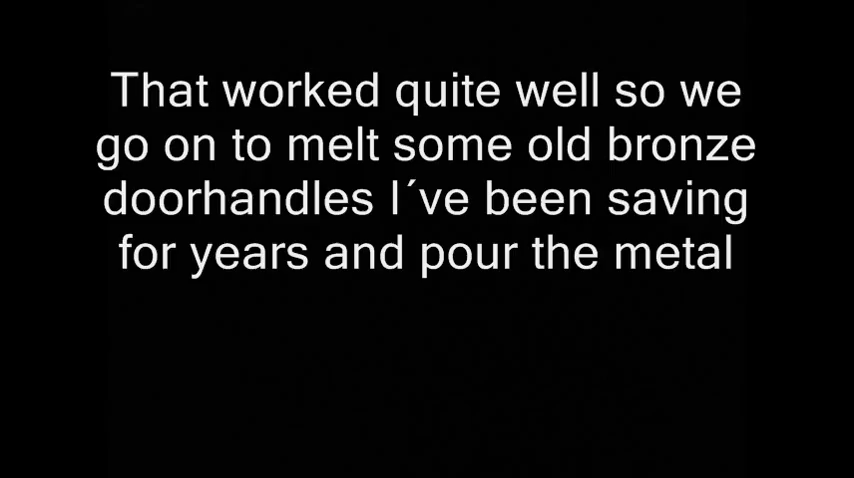 That worked quite well so we
go on to melt some old bronze
doorhandles I´ve been saving
for years and pour the metal